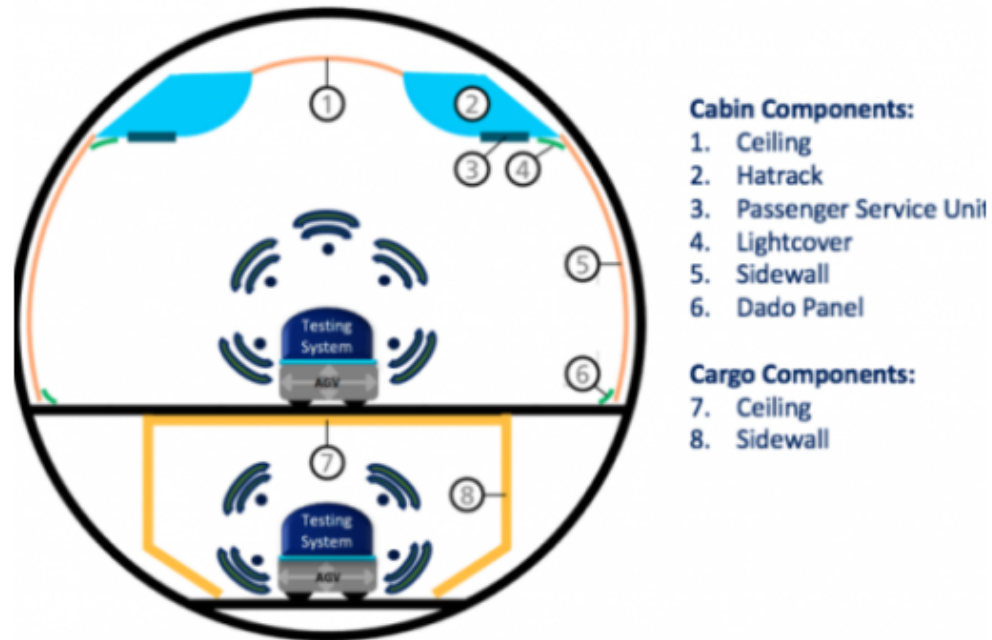 1
2
3
4
5
6
7
8
Testing
System
AGV
Testing
System
AGV
Cabin Components:
1. Ceiling
2. Hatrack
3. Passenger Service Unit
4. Lightcover
5. Sidewall
6. Dado Panel
Cargo Components:
7. Ceiling
8. Sidewall